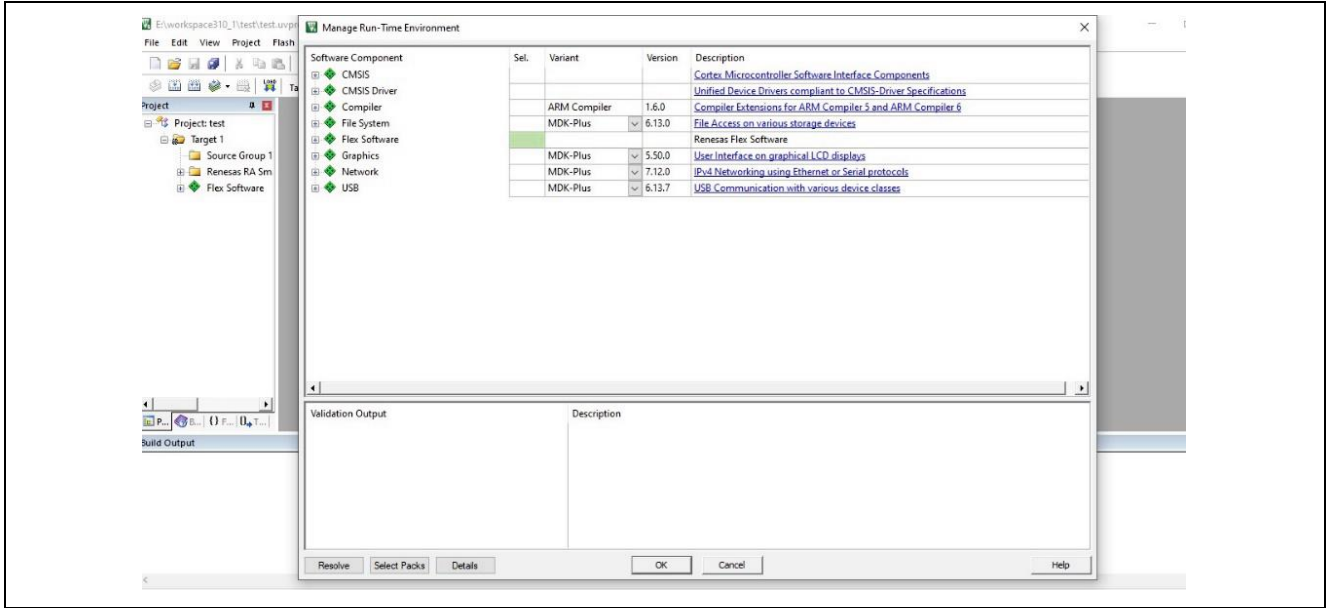 E:\workspace310_1\test\test.uvpr
File Edit View Project Flash
Project
Project: test
Target 1
Source Group 1
Renesas RA Sm
Flex Software
P... B... {} F... T...
Build Output
Manage Run-Time Environment
Software Component Sel. Variant Version Description
CMSIS Cortex Microcontroller Software Interface Components
CMSIS Driver Unified Device Drivers compliant to CMSIS-Driver Specifications
Compiler ARM Compiler 1.6.0 Compiler Extensions for ARM Compiler 5 and ARM Compiler 6
File System MDK-Plus 6.13.0 File Access on various storage devices
Flex Software Renesas Flex Software
Graphics MDK-Plus 5.50.0 User Interface on graphical LCD displays
Network MDK-Plus 7.12.0 IPv4 Networking using Ethernet or Serial protocols
USB MDK-Plus 6.13.7 USB Communication with various device classes
Validation Output Description
Resolve Select Packs Details OK Cancel Help